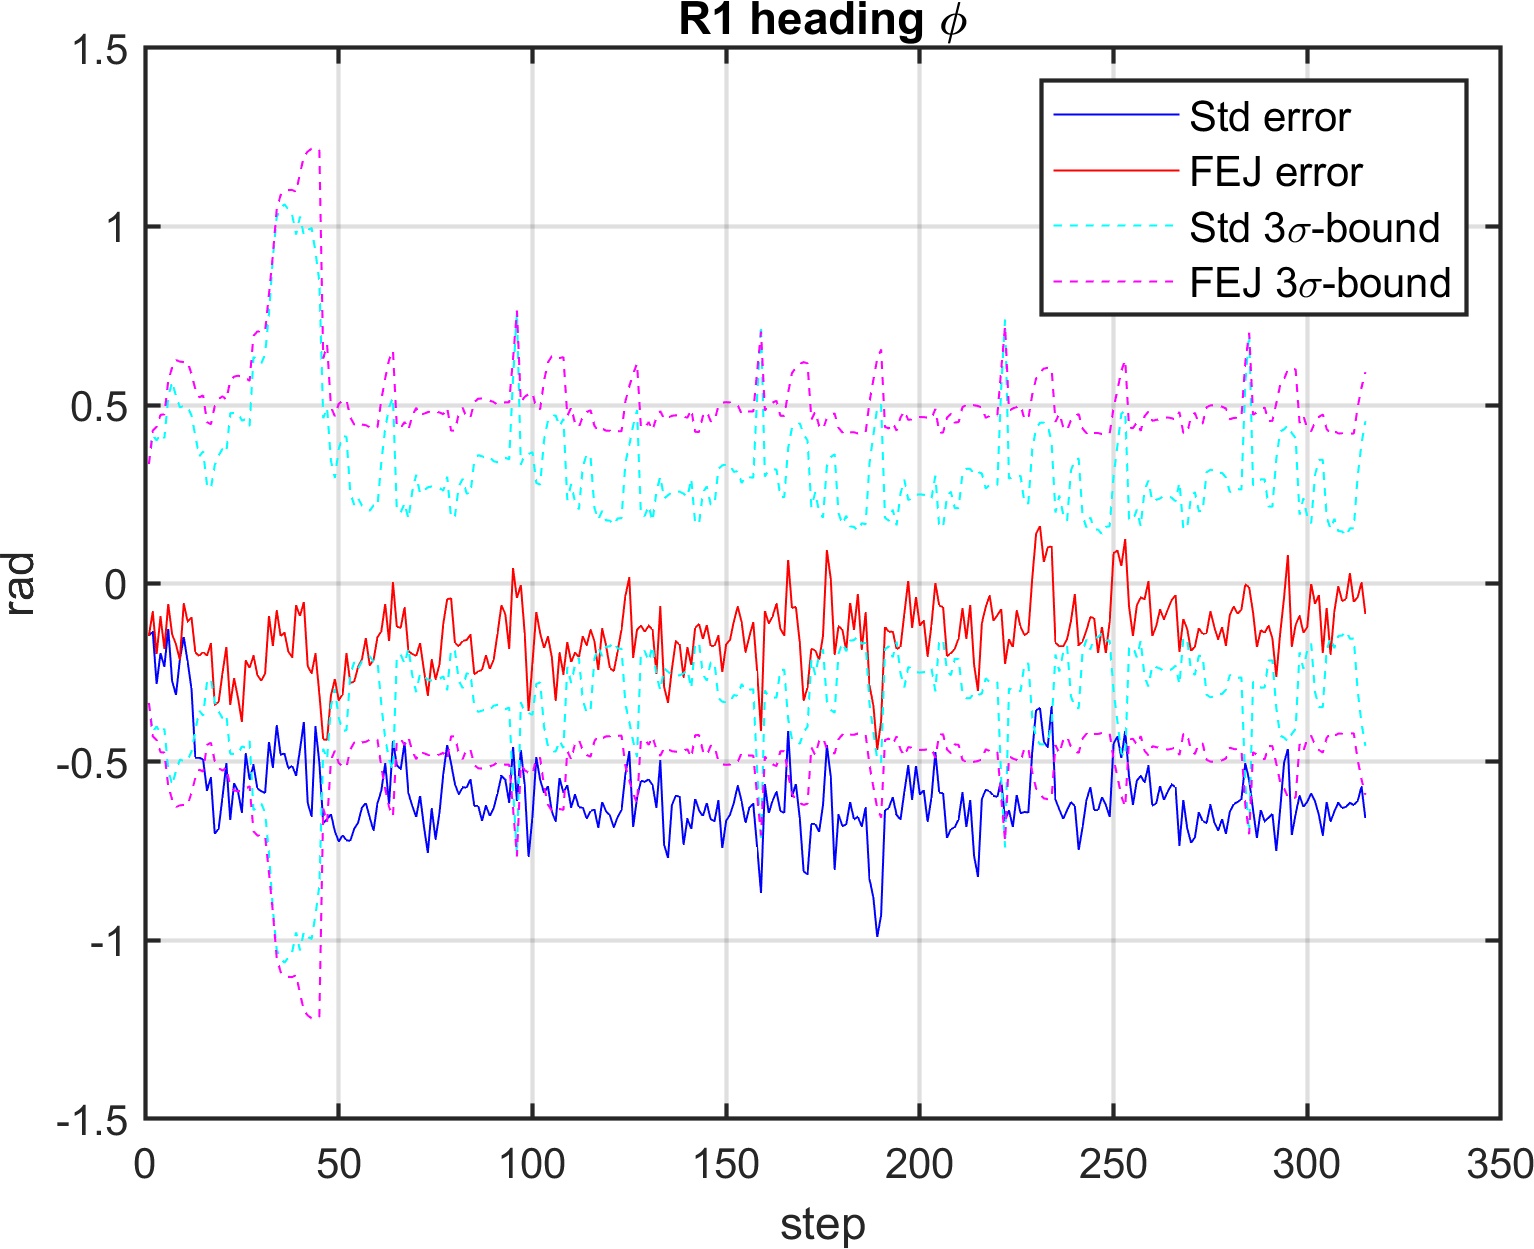 R1 heading ϕ
1.5
1
0.5
0
-0.5
-1
-1.5
rad
Std error
FEJ error
Std 3σ-bound
FEJ 3σ-bound
0 50 100 150 200 250 300 350
step